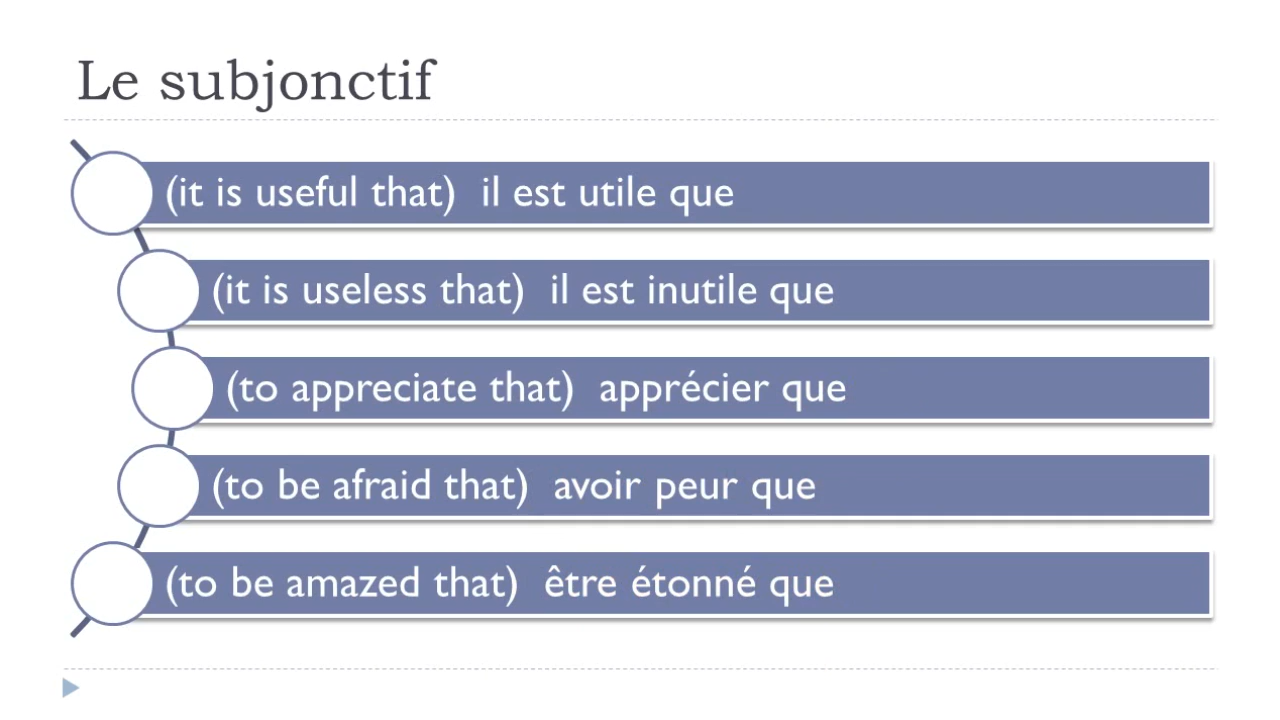 Le subjonctif
(it is useful that) il est utile que
(it is useless that) il est inutile que
(to appreciate that) apprécier que
(to be afraid that) avoir peur que
(to be amazed that) être étonné que